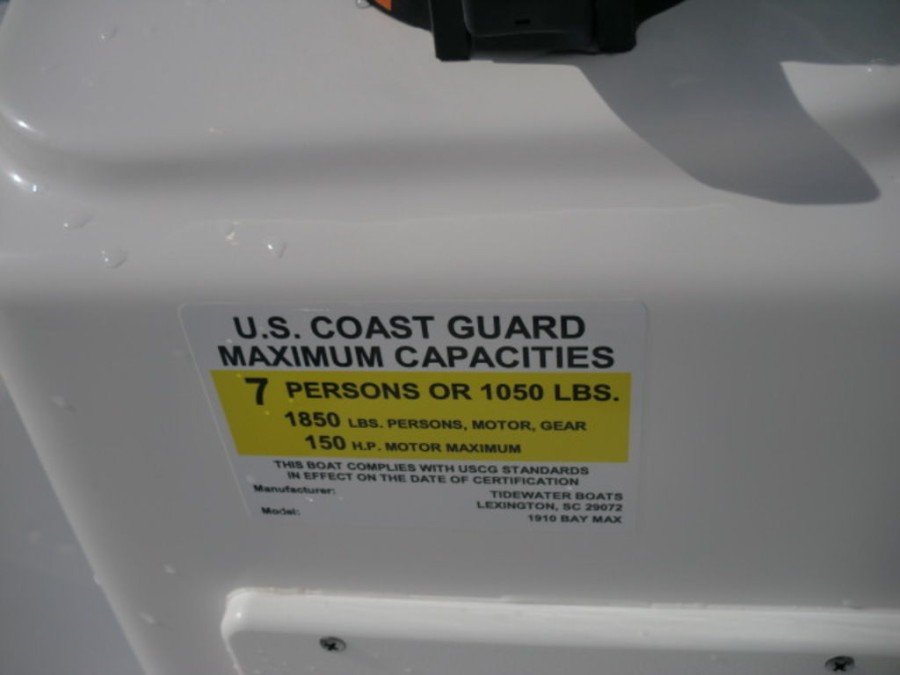 U.S. COAST GUARD
MAXIMUM CAPACITIES
7 PERSONS OR 1050 LBS.
1850 LBS. PERSONS, MOTOR, GEAR
150 H.P. MOTOR MAXIMUM
THIS BOAT COMPLIES WITH USCG STANDARDS
IN EFFECT ON THE DATE OF CERTIFICATION
Manufacturer: TIDEWATER BOATS
LEXINGTON, SC 29072
Model: 1910 BAY MAX